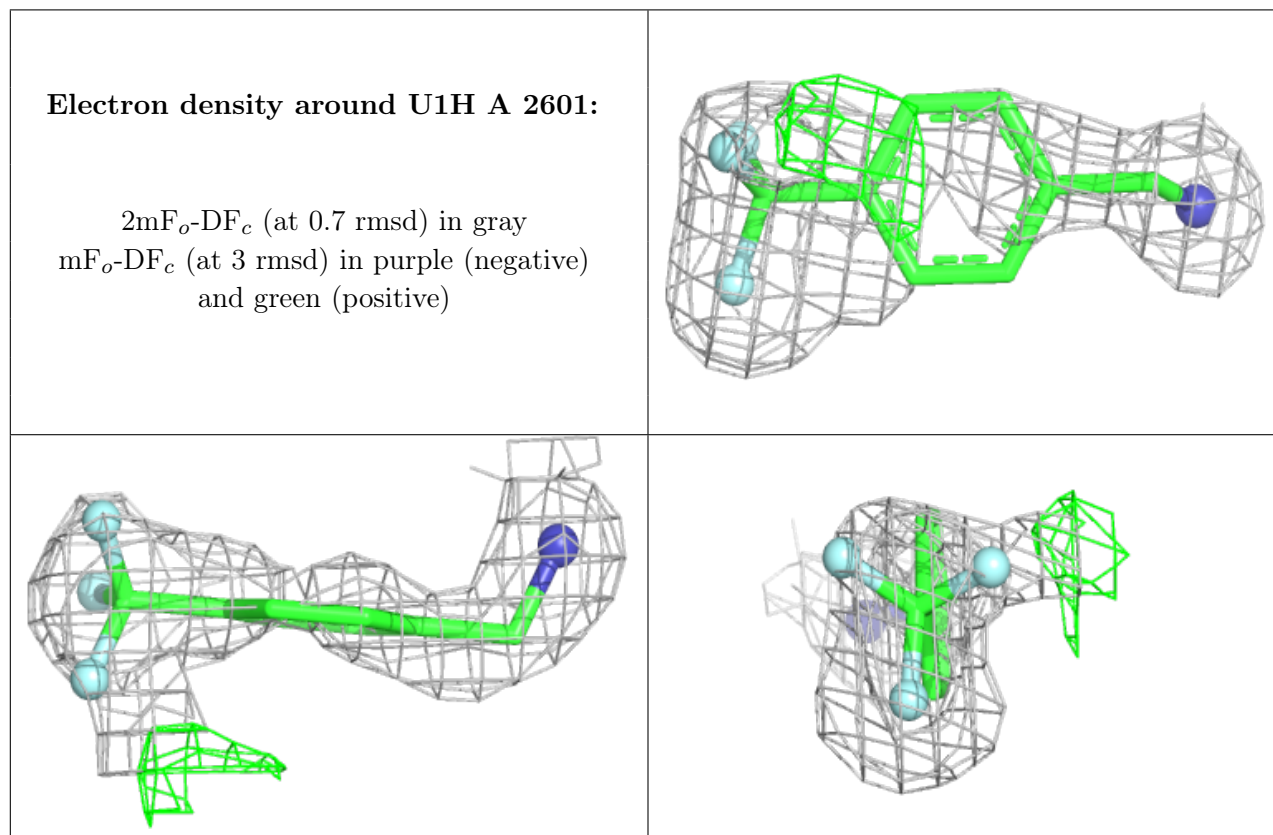 Electron density around U1H A 2601:
2mFo-DFc (at 0.7 rmsd) in gray
mFo-DFc (at 3 rmsd) in purple (negative)
and green (positive)